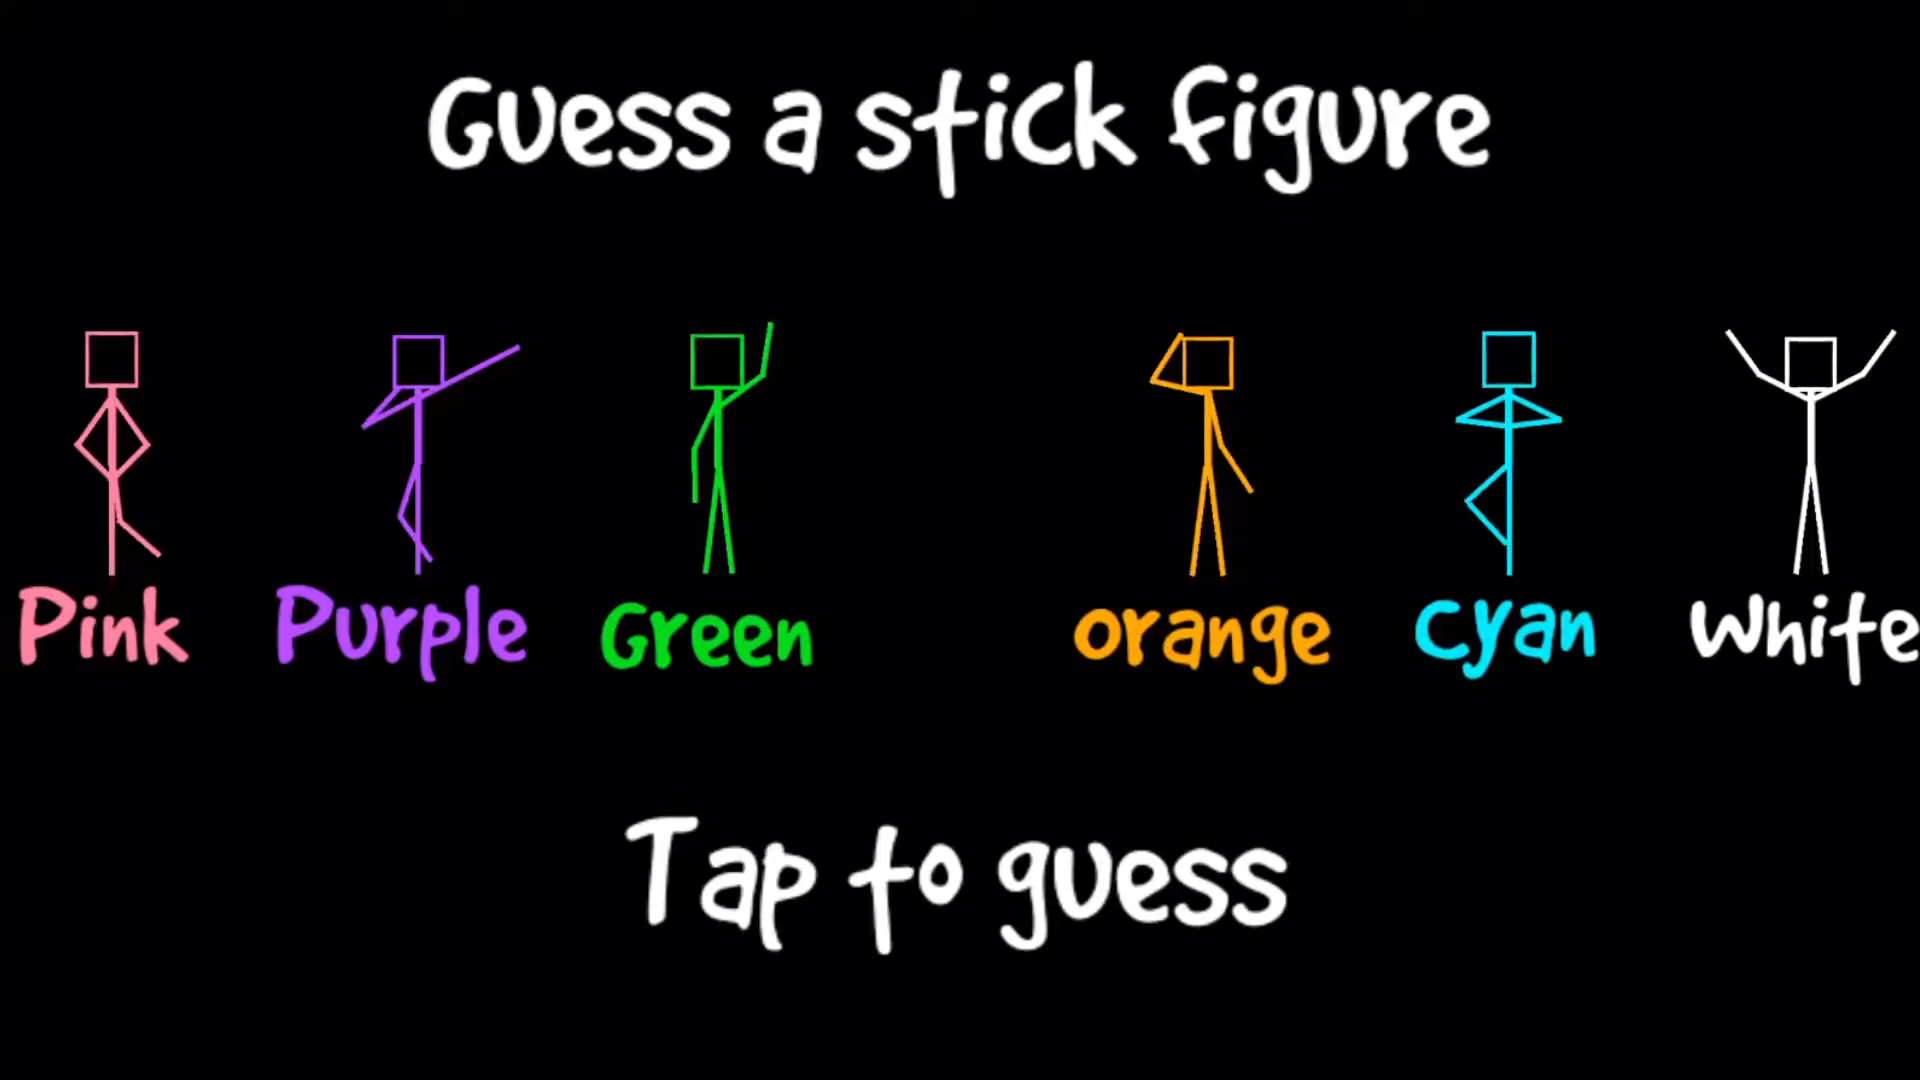 Guess a stick figure
Pink Purple Green orange cyan White
Tap to guess